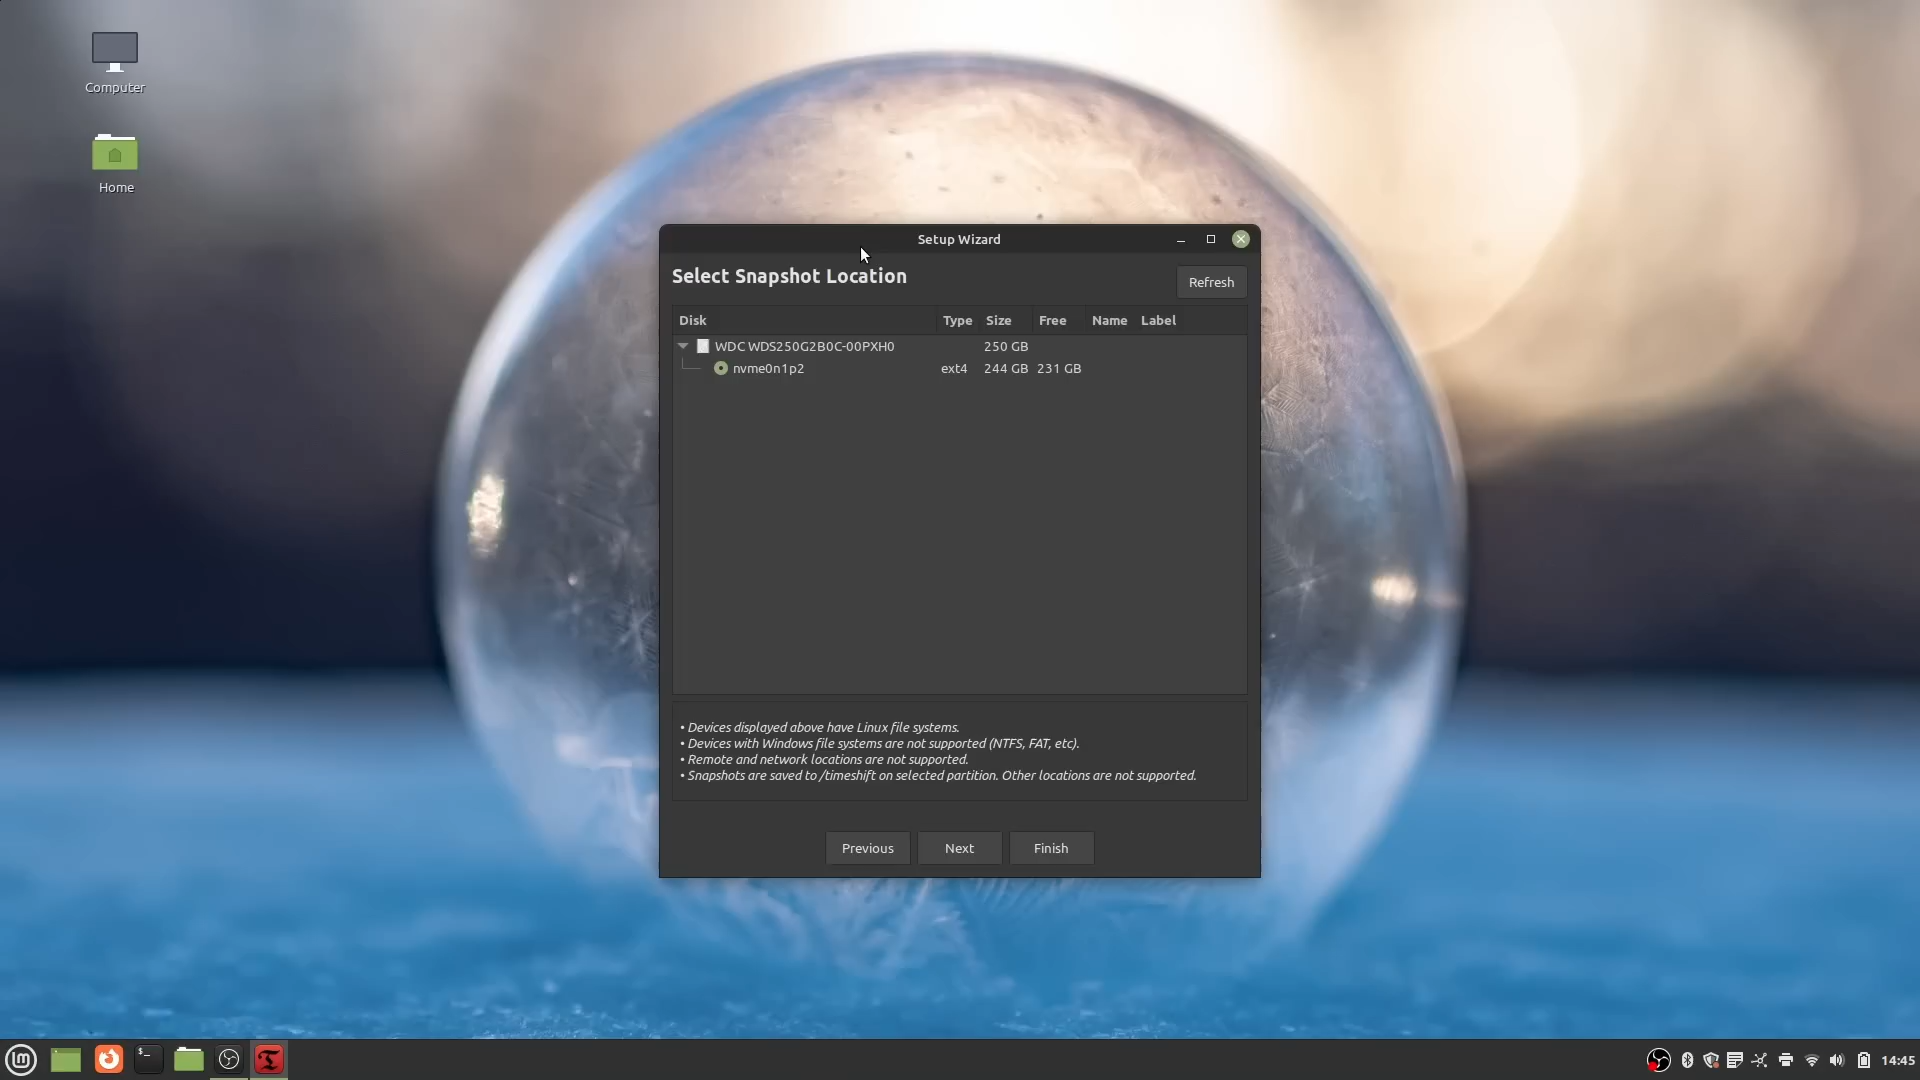 Computer
Home
Setup Wizard
Select Snapshot Location
Refresh
Disk Type Size Free Name Label
WDC WDS250G2B0C-00PXH0 250 GB
nvme0n1p2 ext4 244 GB 231 GB
• Devices displayed above have Linux file systems.
• Devices with Windows file systems are not supported (NTFS, FAT, etc).
• Remote and network locations are not supported.
• Snapshots are saved to /timeshift on selected partition. Other locations are not supported.
Previous Next Finish
14:45